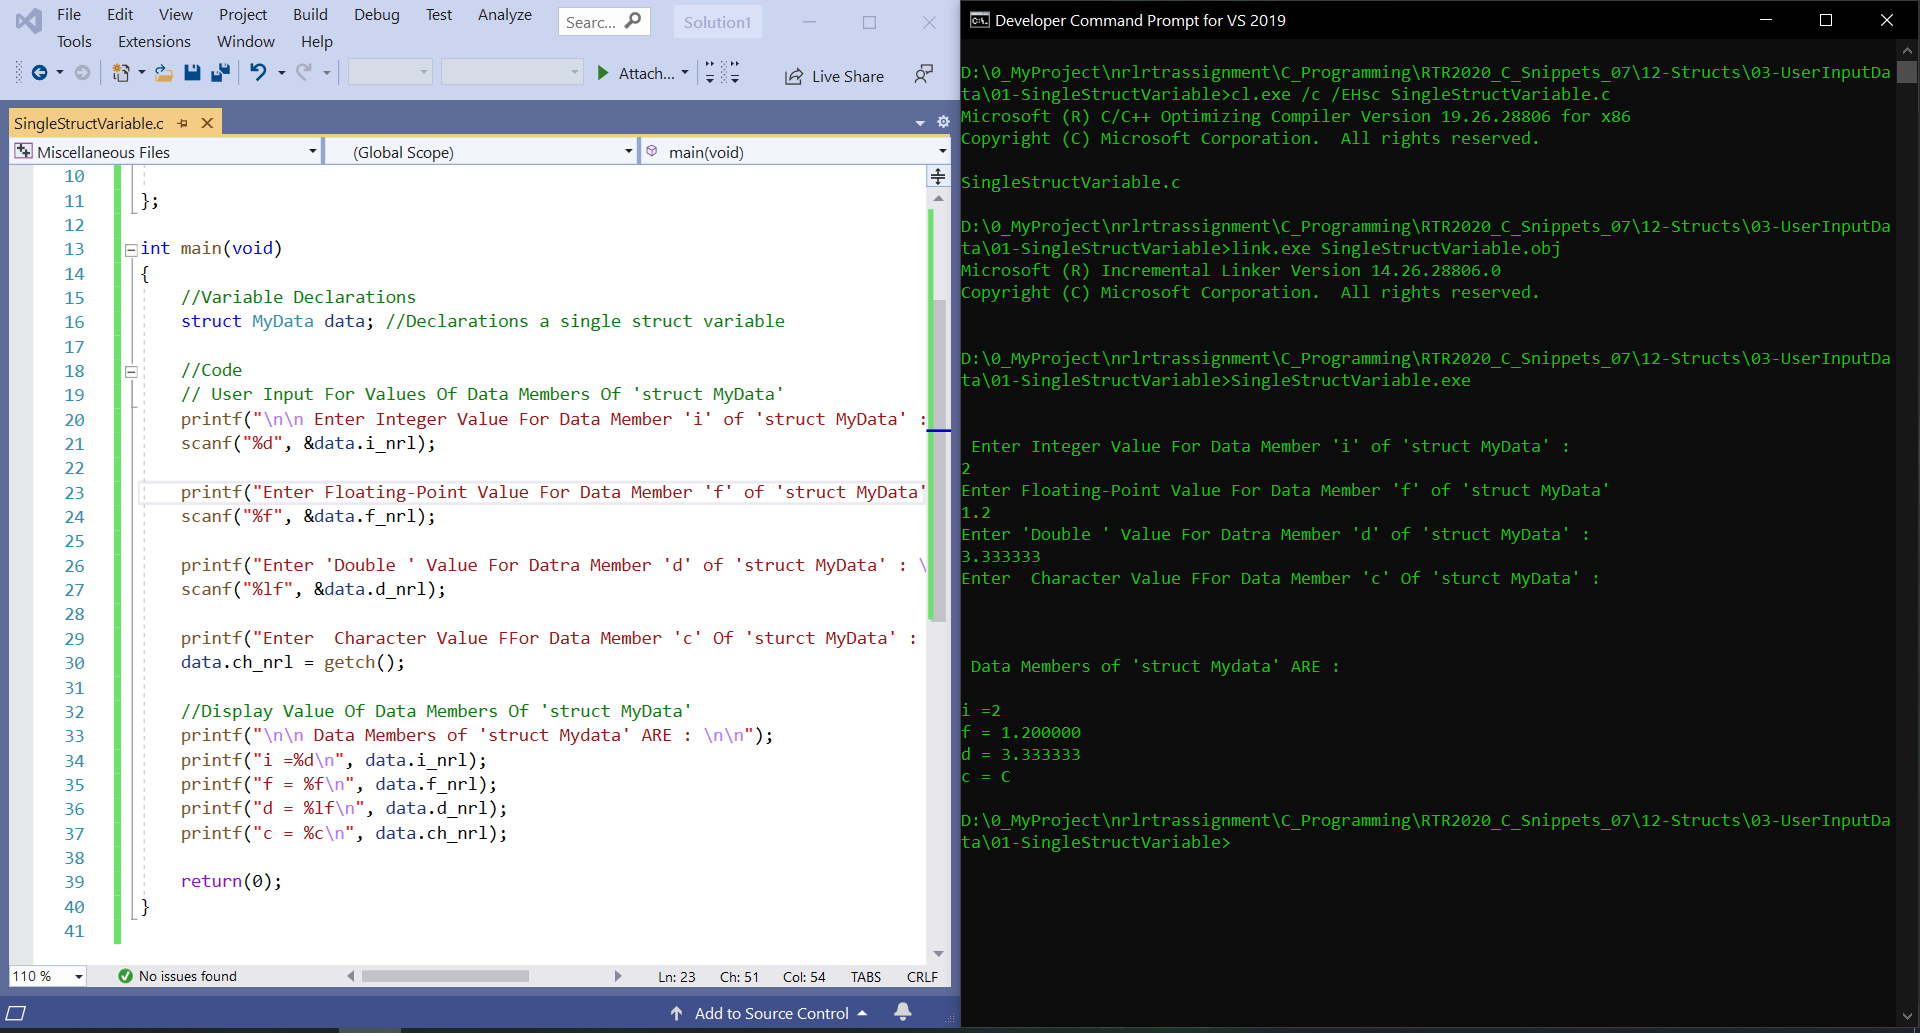 File Edit View Project Build Debug Test Analyze Searc... Solution1
Tools Extensions Window Help
Attach... Live Share
SingleStructVariable.c
Miscellaneous Files (Global Scope) main(void)
10
11 };
12
13 int main(void)
14 {
15 //Variable Declarations
16 struct MyData data; //Declarations a single struct variable
17
18 //Code
19 // User Input For Values Of Data Members Of 'struct MyData'
20 printf("\n\n Enter Integer Value For Data Member 'i' of 'struct MyData' :
21 scanf("%d", &data.i_nrl);
22
23 printf("Enter Floating-Point Value For Data Member 'f' of 'struct MyData'
24 scanf("%f", &data.f_nrl);
25
26 printf("Enter 'Double ' Value For Datra Member 'd' of 'struct MyData' : \
27 scanf("%lf", &data.d_nrl);
28
29 printf("Enter  Character Value FFor Data Member 'c' Of 'sturct MyData' :
30 data.ch_nrl = getch();
31
32 //Display Value Of Data Members Of 'struct MyData'
33 printf("\n\n Data Members of 'struct Mydata' ARE : \n\n");
34 printf("i =%d\n", data.i_nrl);
35 printf("f = %f\n", data.f_nrl);
36 printf("d = %lf\n", data.d_nrl);
37 printf("c = %c\n", data.ch_nrl);
38
39 return(0);
40 }
41
110 % No issues found Ln: 23 Ch: 51 Col: 54 TABS CRLF
Add to Source Control
C:\. Developer Command Prompt for VS 2019
D:\0_MyProject\nrlrtrassignment\C_Programming\RTR2020_C_Snippets_07\12-Structs\03-UserInputDa
ta\01-SingleStructVariable>cl.exe /c /EHsc SingleStructVariable.c
Microsoft (R) C/C++ Optimizing Compiler Version 19.26.28806 for x86
Copyright (C) Microsoft Corporation.  All rights reserved.
SingleStructVariable.c
D:\0_MyProject\nrlrtrassignment\C_Programming\RTR2020_C_Snippets_07\12-Structs\03-UserInputDa
ta\01-SingleStructVariable>link.exe SingleStructVariable.obj
Microsoft (R) Incremental Linker Version 14.26.28806.0
Copyright (C) Microsoft Corporation.  All rights reserved.
D:\0_MyProject\nrlrtrassignment\C_Programming\RTR2020_C_Snippets_07\12-Structs\03-UserInputDa
ta\01-SingleStructVariable>SingleStructVariable.exe
Enter Integer Value For Data Member 'i' of 'struct MyData' :
2
Enter Floating-Point Value For Data Member 'f' of 'struct MyData'
1.2
Enter 'Double ' Value For Datra Member 'd' of 'struct MyData' :
3.333333
Enter  Character Value FFor Data Member 'c' Of 'sturct MyData' :
Data Members of 'struct Mydata' ARE :
i =2
f = 1.200000
d = 3.333333
c = C
D:\0_MyProject\nrlrtrassignment\C_Programming\RTR2020_C_Snippets_07\12-Structs\03-UserInputDa
ta\01-SingleStructVariable>